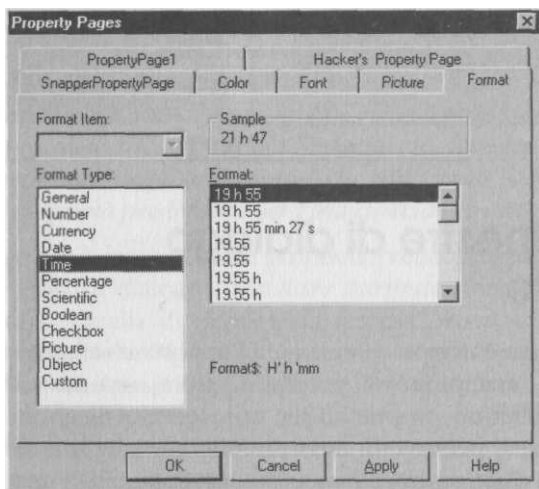 Property Pages
PropertyPage1
Hacker's Property Page
SnapperPropertyPage
Color
Font
Picture
Format
Format Item:
Sample
21 h 47
Format Type:
General
Number
Currency
Date
Time
Percentage
Scientific
Boolean
Checkbox
Picture
Object
Custom
Format:
19 h 55
19 h 55
19 h 55 min 27 s
19.55
19.55
19.55 h
19.55 h
Format$: H' h 'mm
OK
Cancel
Apply
Help